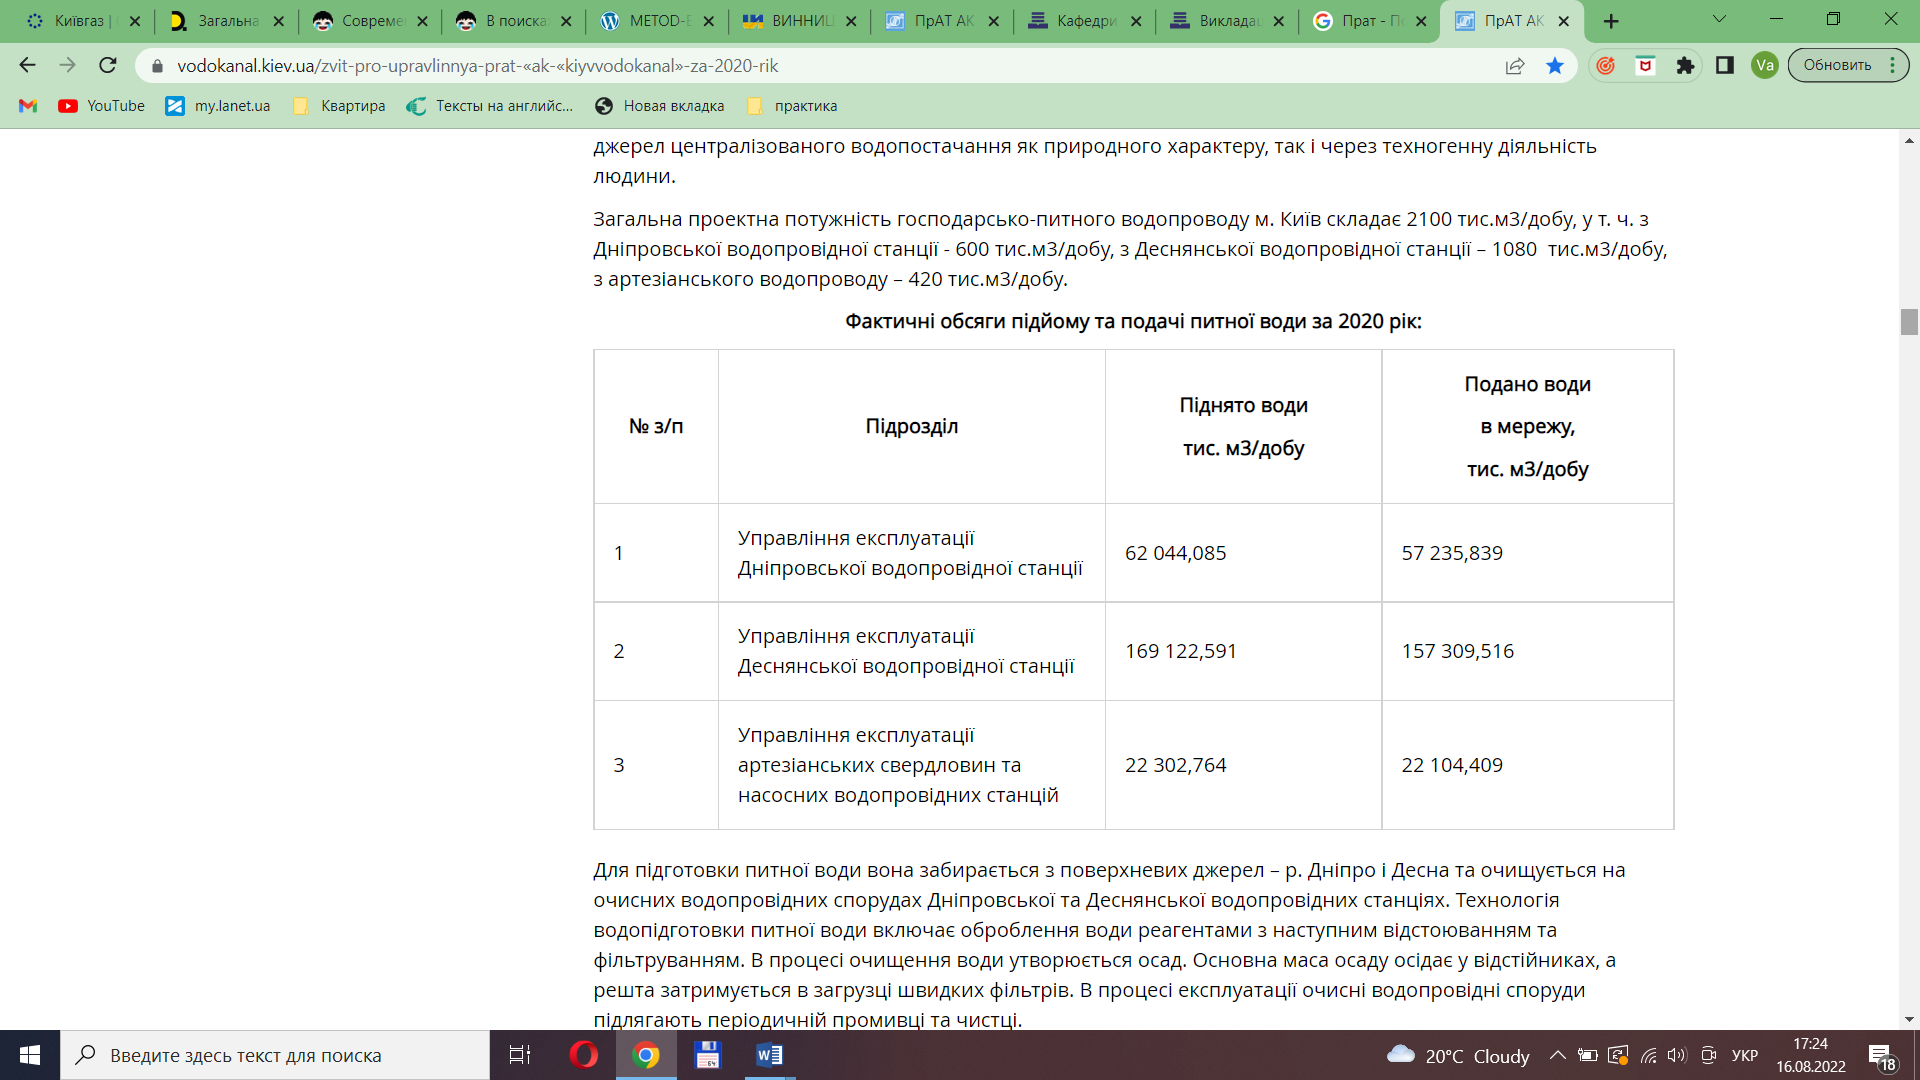 Київгаз |
Загальна
Совреме
В поиска
METOD-
ВИННИЦ
ПрАТ АК
Кафедри
Виклада
Прат - По
ПрАТ АК
vodokanal.kiev.ua/zvit-pro-upravlinnya-prat-«ak-«kiyvvodokanal»-za-2020-rik
Va
Обновить
YouTube
my.lanet.ua
Квартира
Тексты на английс...
Новая вкладка
практика
джерел централізованого водопостачання як природного характеру, так і через техногенну діяльність
людини.
Загальна проектна потужність господарсько-питного водопроводу м. Київ складає 2100 тис.м3/добу, у т. ч. з
Дніпровської водопровідної станції - 600 тис.м3/добу, з Деснянської водопровідної станції – 1080 тис.м3/добу,
з артезіанського водопроводу – 420 тис.м3/добу.
Фактичні обсяги підйому та подачі питної води за 2020 рік:
№ з/п
Підрозділ
Піднято води
тис. м3/добу
Подано води
в мережу,
тис. м3/добу
1
Управління експлуатації
Дніпровської водопровідної станції
62 044,085
57 235,839
2
Управління експлуатації
Деснянської водопровідної станції
169 122,591
157 309,516
3
Управління експлуатації
артезіанських свердловин та
насосних водопровідних станцій
22 302,764
22 104,409
Для підготовки питної води вона забирається з поверхневих джерел – р. Дніпро і Десна та очищується на
очисних водопровідних спорудах Дніпровської та Деснянської водопровідних станціях. Технологія
водопідготовки питної води включає оброблення води реагентами з наступним відстоюванням та
фільтруванням. В процесі очищення води утворюється осад. Основна маса осаду осідає у відстійниках, а
решта затримується в загрузці швидких фільтрів. В процесі експлуатації очисні водопровідні споруди
підлягають періодичній промивці та чистці.
Введите здесь текст для поиска
20°C Cloudy
УКР
17:24
16.08.2022
18